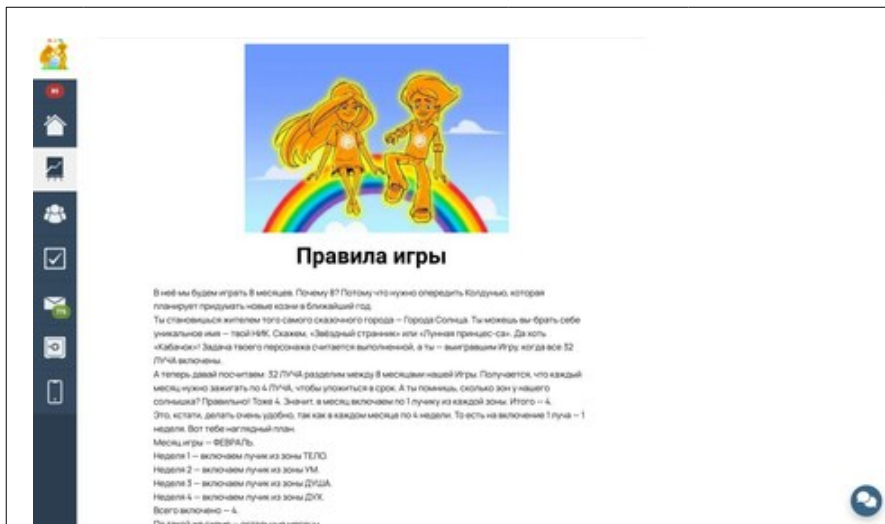 Правила игры
В неё мы будем играть 8 месяцев. Почему 8? Потому что нужно опередить Колдунью, которая
планирует придумать новые козни в ближайший год.
Ты становишься жителем того самого сказочного города — Города Солнца. Ты можешь вы-брать себе
уникальное имя — твой НИК. Скажем, «Звёздный странник» или «Лунная принцес-са». Да хоть
«Кабачок»! Задача твоего персонажа считается выполненной, а ты — выигравшим Игру, когда все 32
ЛУЧА включены.
А теперь давай посчитаем: 32 ЛУЧА разделим между 8 месяцами нашей Игры. Получается, что каждый
месяц нужно зажигать по 4 ЛУЧА, чтобы уложиться в срок. А ты помнишь, сколько зон у нашего
солнышка? Правильно! Тоже 4. Значит, в месяц включаем по 1 лучику из каждой зоны. Итого — 4.
Это, кстати, делать очень удобно, так как в каждом месяце по 4 недели. То есть на включение 1 луча — 1
неделя. Вот тебе наглядный план.
Месяц игры — ФЕВРАЛЬ.
Неделя 1 — включаем лучик из зоны ТЕЛО.
Неделя 2 — включаем лучик из зоны УМ.
Неделя 3 — включаем лучик из зоны ДУША.
Неделя 4 — включаем лучик из зоны ДУХ.
Всего включено — 4.